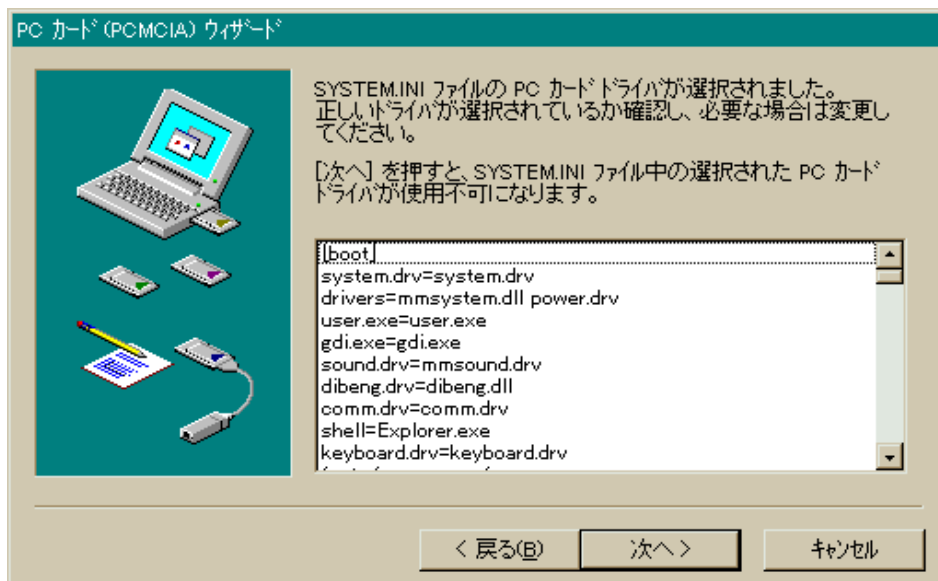 PC ｶｰﾄﾞ (PCMCIA) ｳｨｻﾞｰﾄﾞ
SYSTEM.INI ﾌｧｲﾙの PC ｶｰﾄﾞ ﾄﾞﾗｲﾊﾞが選択されました。
正しいﾄﾞﾗｲﾊﾞが選択されているか確認し、必要な場合は変更し
てください。
[次へ] を押すと、SYSTEM.INI ﾌｧｲﾙ中の選択された PC ｶｰﾄﾞ
ﾄﾞﾗｲﾊﾞが使用不可になります。
[boot]
system.drv=system.drv
drivers=mmsystem.dll power.drv
user.exe=user.exe
gdi.exe=gdi.exe
sound.drv=mmsound.drv
dibeng.drv=dibeng.dll
comm.drv=comm.drv
shell=Explorer.exe
keyboard.drv=keyboard.drv
< 戻る(B)
次へ >
ｷｬﾝｾﾙ